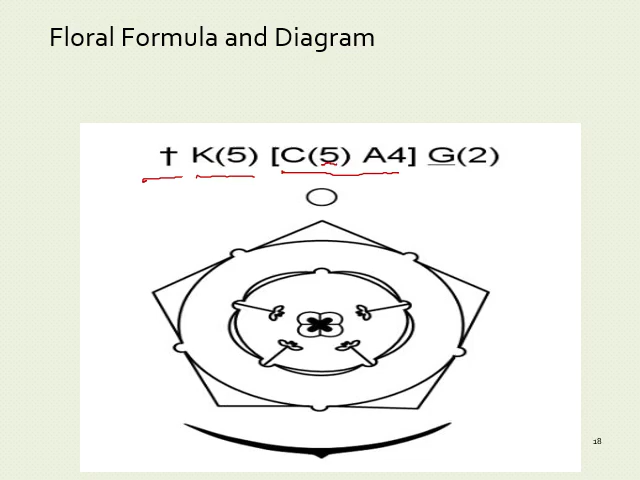 Floral Formula and Diagram
† K(5) [C(5) A4] G(2)
18